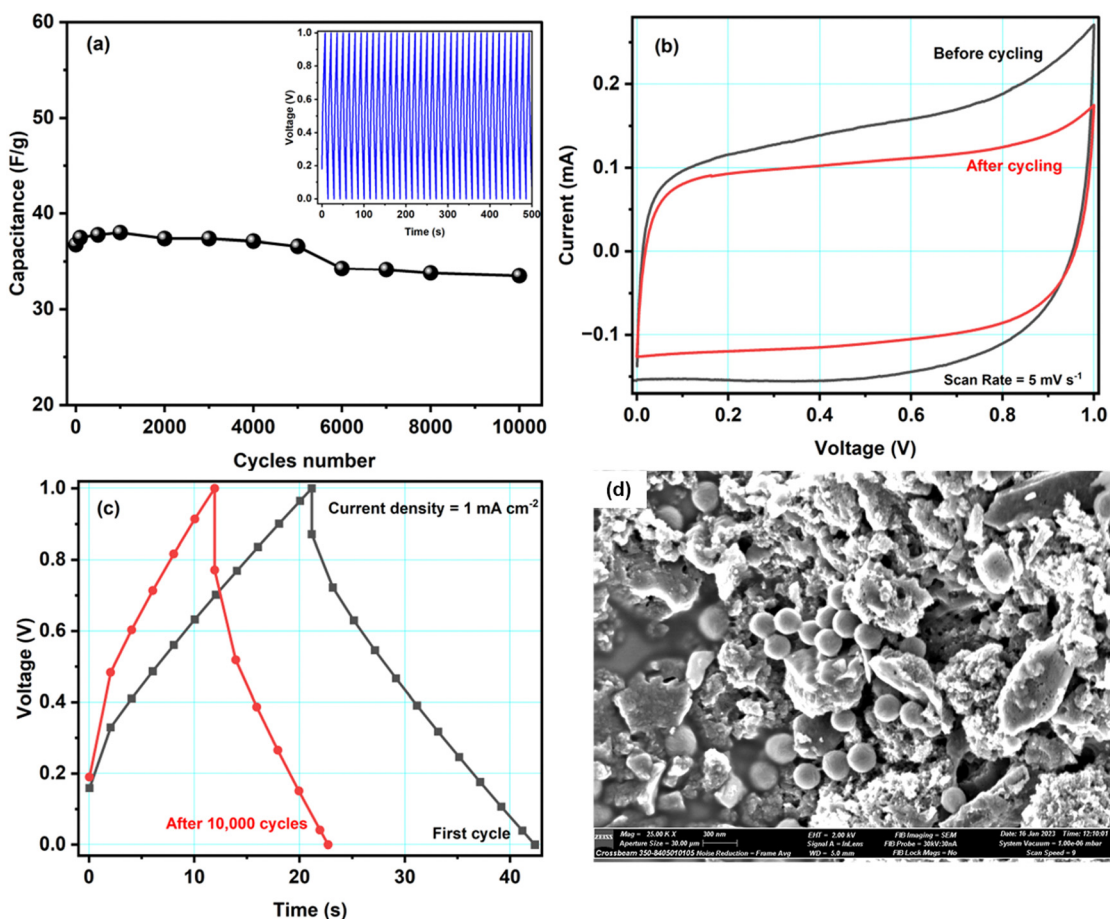 (a)
Capacitance (F/g)
60
50
40
30
20
0 2000 4000 6000 8000 10000
Cycles number
Voltage (V)
1.0
0.8
0.6
0.4
0.2
0.0
0 100 200 300 400 500
Time (s)
(b)
Before cycling
After cycling
Scan Rate = 5 mV s⁻¹
Current (mA)
0.2
0.1
0.0
−0.1
0.0 0.2 0.4 0.6 0.8 1.0
Voltage (V)
(c)
Current density = 1 mA cm⁻²
After 10,000 cycles
First cycle
Voltage (V)
1.0
0.8
0.6
0.4
0.2
0.0
0 10 20 30 40
Time (s)
(d)
ZEISS
Mag = 25.00 K X 300 nm EHT = 2.00 kV FIB Imaging = SEM Date: 16 Jan 2023 Time: 12:10:01
Aperture Size = 30.00 µm Signal A = InLens FIB Probe = 30kV:30nA System Vacuum = 1.00e-06 mbar
Crossbeam 350-8405010105 Noise Reduction = Frame Avg WD = 5.0 mm FIB Lock Mags = No Scan Speed = 9